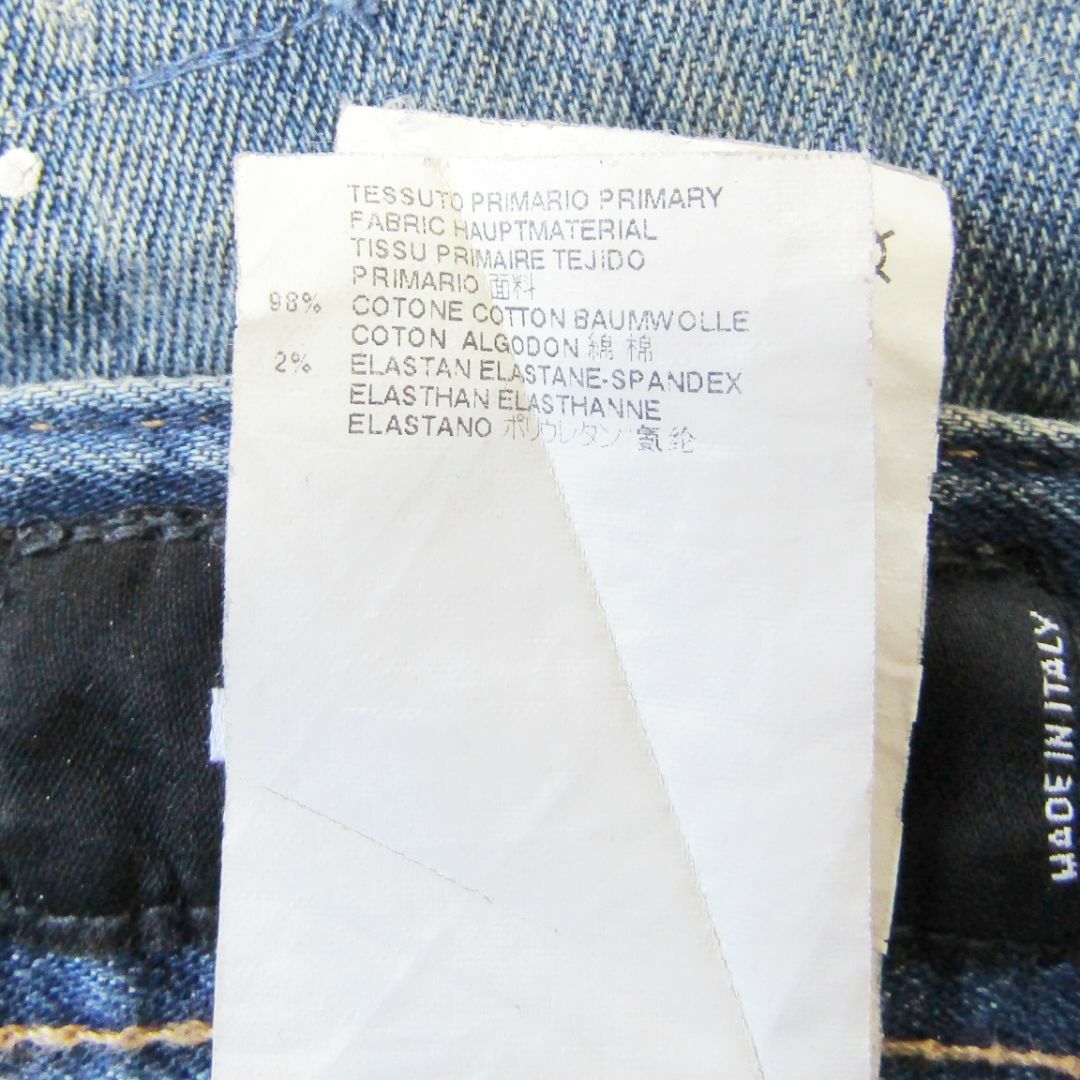 TESSUTO PRIMARIO PRIMARY
FABRIC HAUPTMATERIAL
TISSU PRIMAIRE TEJIDO
PRIMARIO 面料
98% COTONE COTTON BAUMWOLLE
COTON ALGODON 綿 棉
2% ELASTAN ELASTANE-SPANDEX
ELASTHAN ELASTHANNE
ELASTANO ポリウレタン 氨纶
MADE IN ITALY